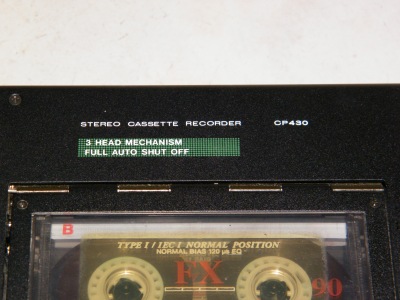 STEREO CASSETTE RECORDER CP430
3 HEAD MECHANISM
FULL AUTO SHUT OFF
B
TYPE I / IEC I NORMAL POSITION
NORMAL BIAS 120 µs EQ
FX
90